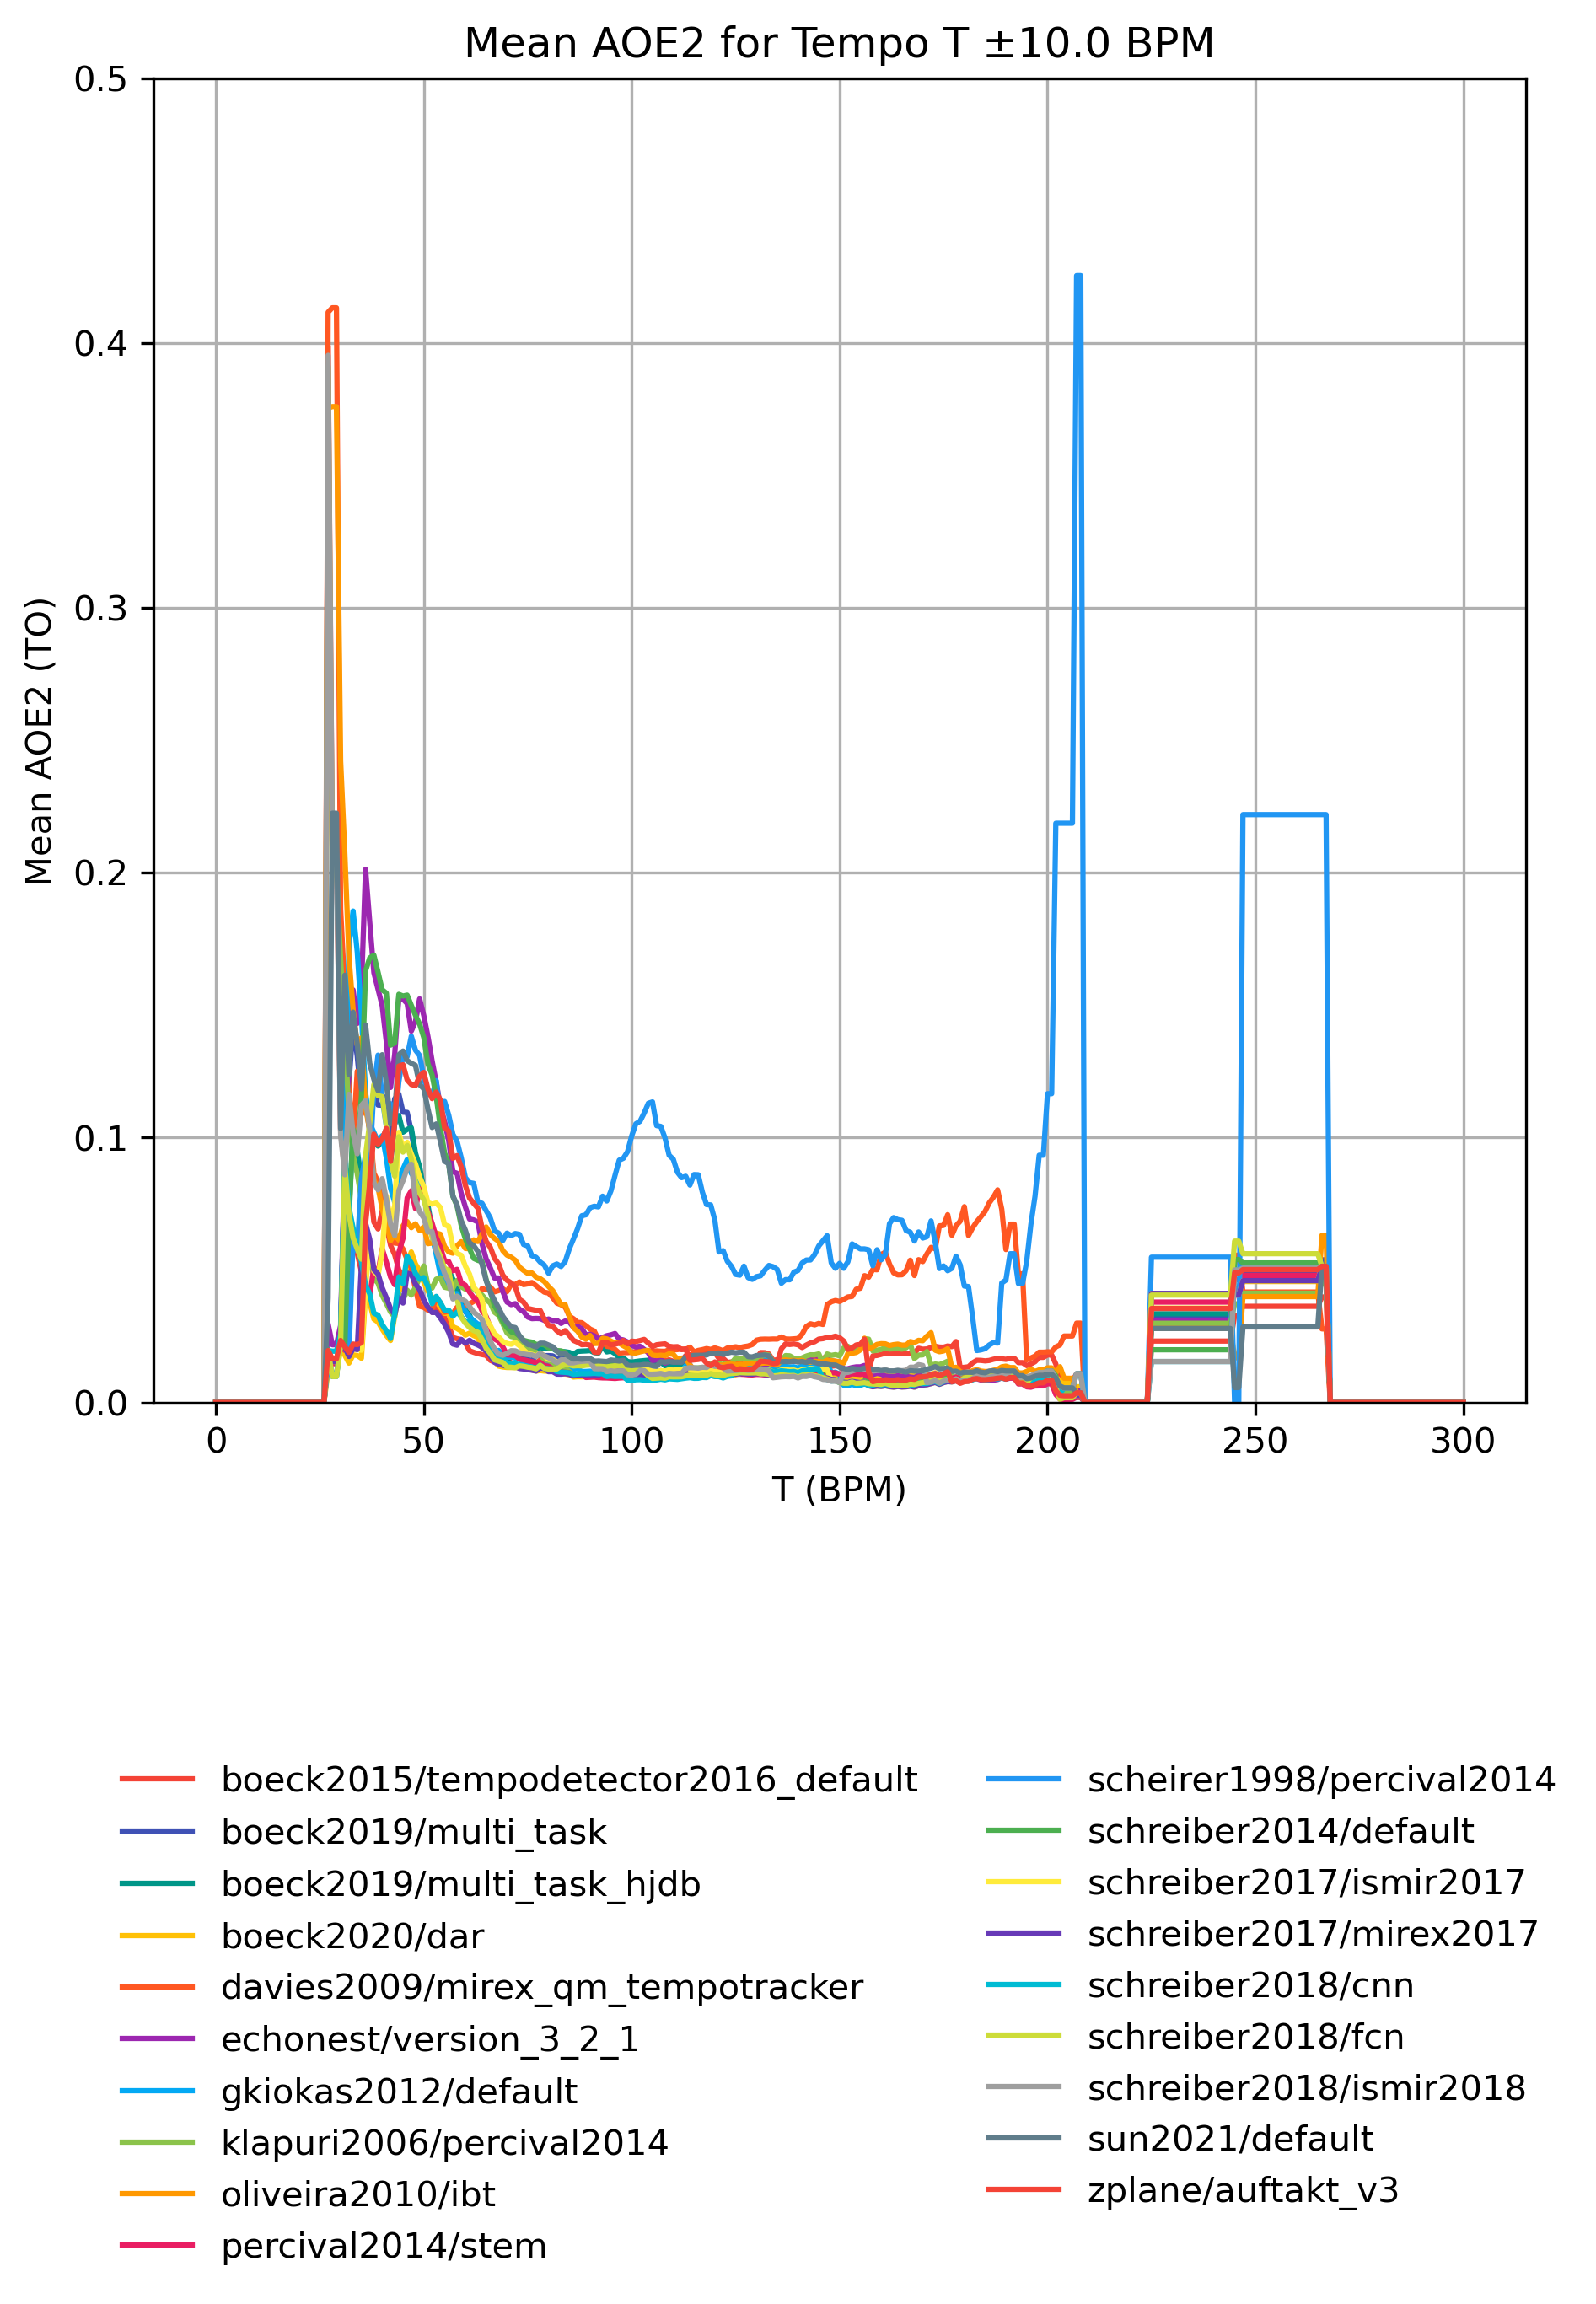 Mean AOE2 for Tempo T ±10.0 BPM
0.5
0.4
0.3
0.2
0.1
0.0
Mean AOE2 (TO)
0 50 100 150 200 250 300
T (BPM)
boeck2015/tempodetector2016_default
boeck2019/multi_task
boeck2019/multi_task_hjdb
boeck2020/dar
davies2009/mirex_qm_tempotracker
echonest/version_3_2_1
gkiokas2012/default
klapuri2006/percival2014
oliveira2010/ibt
percival2014/stem
scheirer1998/percival2014
schreiber2014/default
schreiber2017/ismir2017
schreiber2017/mirex2017
schreiber2018/cnn
schreiber2018/fcn
schreiber2018/ismir2018
sun2021/default
zplane/auftakt_v3